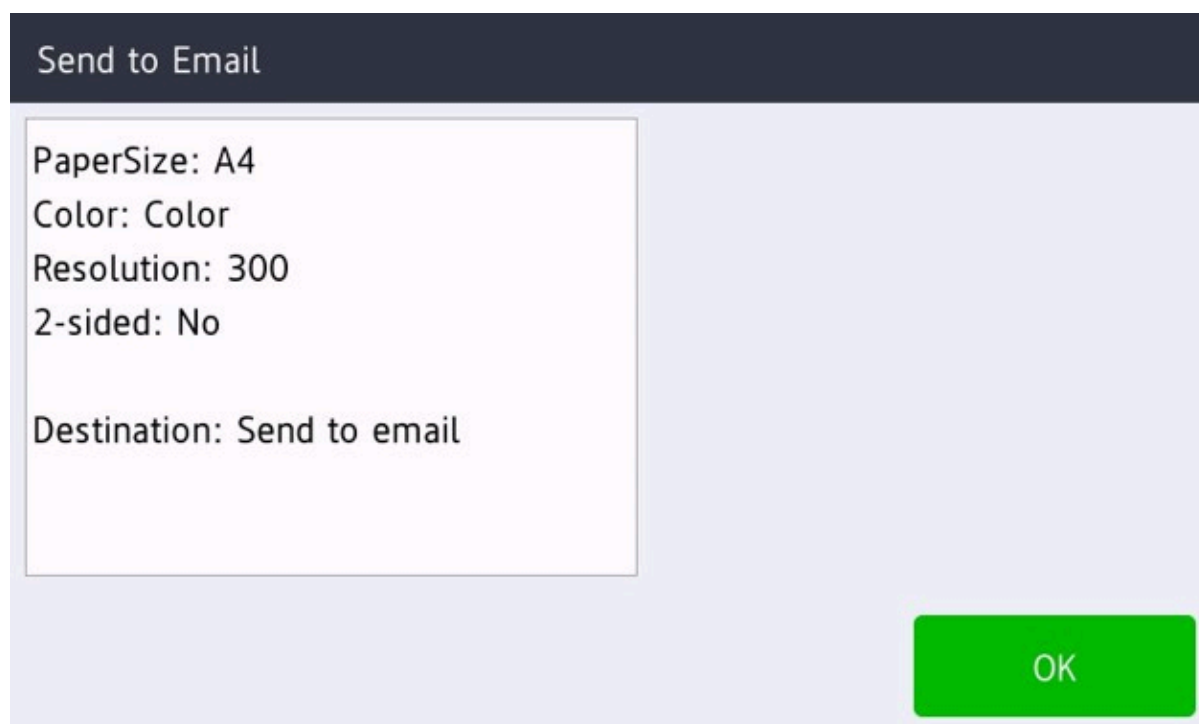 Send to Email
PaperSize: A4
Color: Color
Resolution: 300
2-sided: No
Destination: Send to email
OK